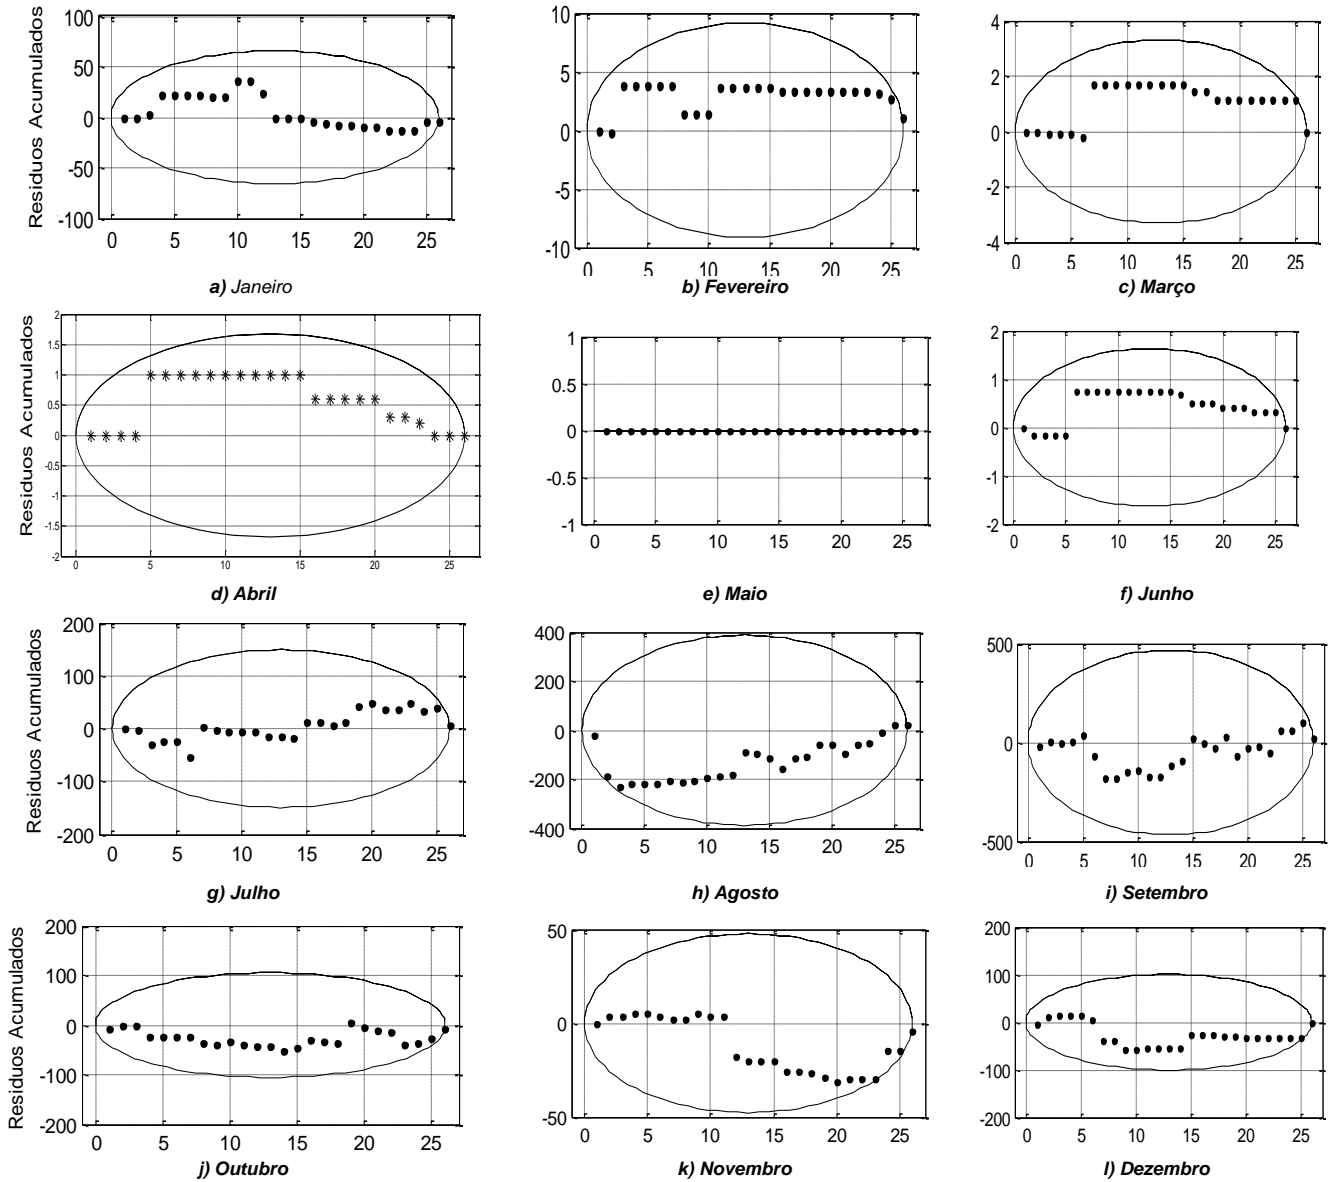 Residuos Acumulados
100
50
0
-50
-100
0 5 10 15 20 25
a) Janeiro
10
5
0
-5
-10
0 5 10 15 20 25
b) Fevereiro
4
2
0
-2
-4
0 5 10 15 20 25
c) Março
Residuos Acumulados
2
1.5
1
0.5
0
-0.5
-1
-1.5
-2
0 5 10 15 20 25
d) Abril
1
0.5
0
-0.5
-1
0 5 10 15 20 25
e) Maio
2
1
0
-1
-2
0 5 10 15 20 25
f) Junho
Residuos Acumulados
200
100
0
-100
-200
0 5 10 15 20 25
g) Julho
400
200
0
-200
-400
0 5 10 15 20 25
h) Agosto
500
0
-500
0 5 10 15 20 25
i) Setembro
Residuos Acumulados
200
100
0
-100
-200
0 5 10 15 20 25
j) Outubro
50
0
-50
0 5 10 15 20 25
k) Novembro
200
100
0
-100
-200
0 5 10 15 20 25
l) Dezembro